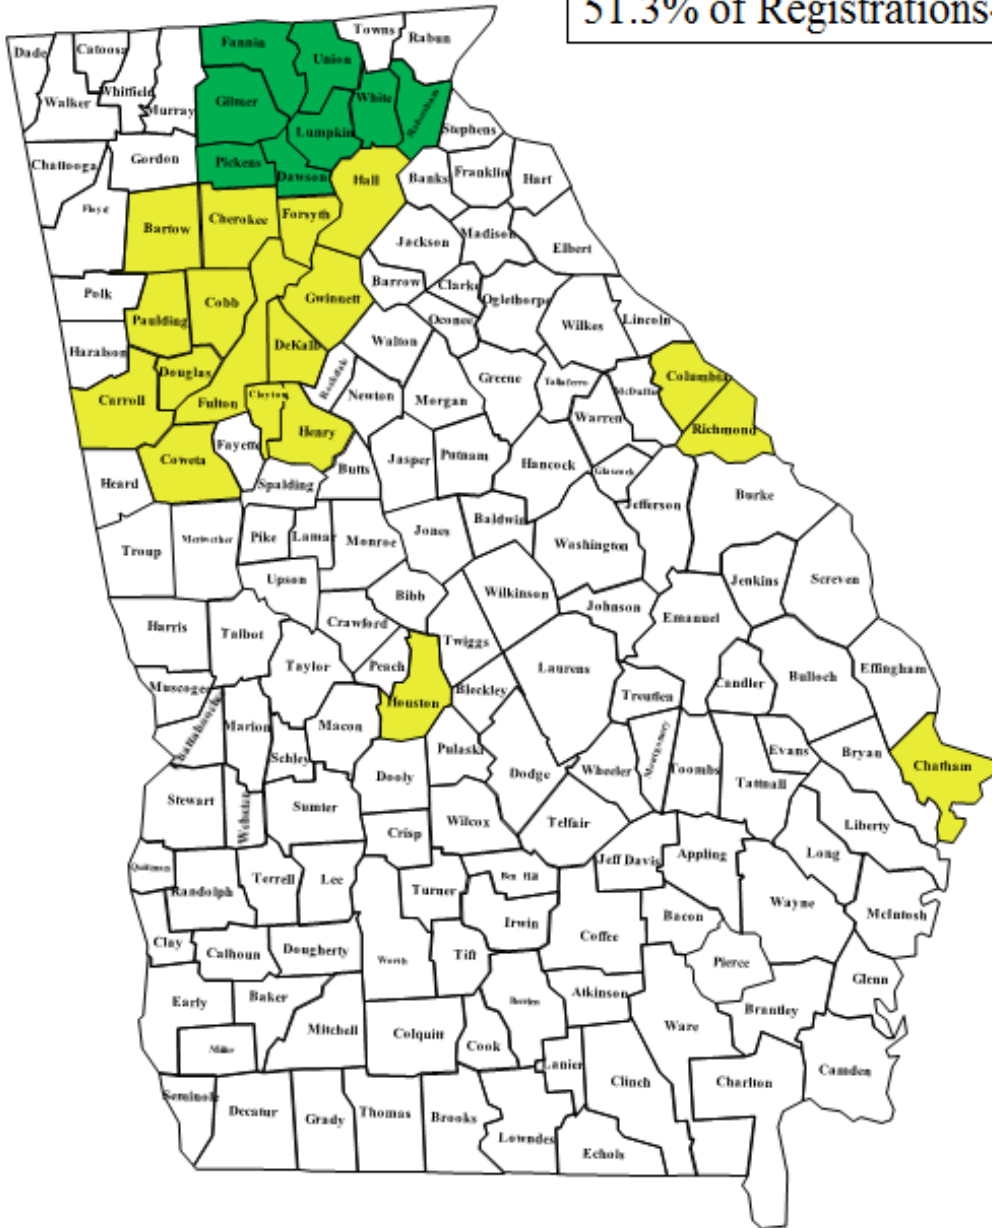 51.3% of Registrations
Towns
Rabun
Dade
Catoosa
Fannin
Union
Whitfield
Walker
Murray
Gilmer
White
Habersham
Lumpkin
Stephens
Chattooga
Gordon
Pickens
Dawson
Hall
Banks
Franklin
Hart
Floyd
Bartow
Cherokee
Forsyth
Jackson
Madison
Elbert
Polk
Cobb
Gwinnett
Barrow
Clarke
Oglethorpe
Paulding
Oconee
Wilkes
Lincoln
Haralson
DeKalb
Walton
Douglas
Rockdale
Greene
Taliaferro
McDuffie
Columbia
Carroll
Fulton
Clayton
Newton
Morgan
Warren
Richmond
Henry
Fayette
Coweta
Butts
Jasper
Putnam
Hancock
Glascock
Heard
Spalding
Jefferson
Burke
Troup
Meriwether
Pike
Lamar
Monroe
Jones
Baldwin
Washington
Screven
Upson
Bibb
Wilkinson
Johnson
Jenkins
Emanuel
Harris
Talbot
Crawford
Twiggs
Taylor
Peach
Laurens
Effingham
Muscogee
Houston
Bleckley
Treutlen
Candler
Bulloch
Chattahoochee
Marion
Macon
Schley
Pulaski
Dodge
Wheeler
Montgomery
Toombs
Evans
Tattnall
Bryan
Chatham
Stewart
Webster
Sumter
Dooly
Crisp
Wilcox
Telfair
Liberty
Quitman
Randolph
Terrell
Lee
Turner
Ben Hill
Jeff Davis
Appling
Long
Wayne
McIntosh
Clay
Calhoun
Dougherty
Worth
Tift
Irwin
Coffee
Bacon
Pierce
Glenn
Early
Baker
Mitchell
Berrien
Atkinson
Ware
Brantley
Miller
Colquitt
Cook
Lanier
Clinch
Charlton
Camden
Seminole
Decatur
Grady
Thomas
Brooks
Lowndes
Echols